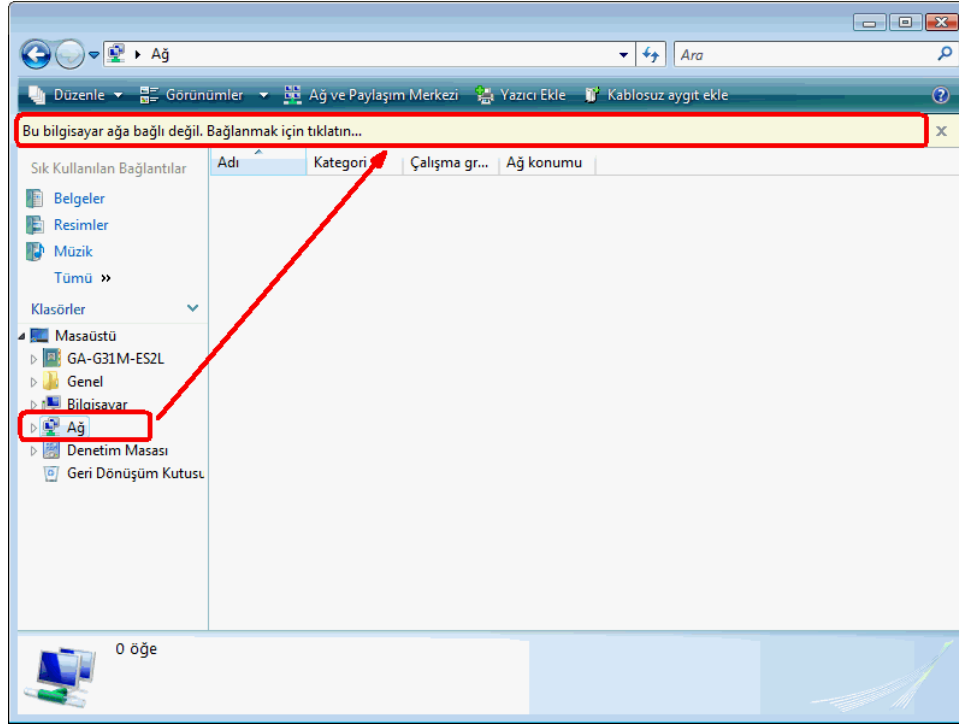 Ağ
Ara
Düzenle Görünümler Ağ ve Paylaşım Merkezi Yazıcı Ekle Kablosuz aygıt ekle
Bu bilgisayar ağa bağlı değil. Bağlanmak için tıklatın...
Sık Kullanılan Bağlantılar
Adı Kategori Çalışma gr... Ağ konumu
Belgeler
Resimler
Müzik
Tümü »
Klasörler
Masaüstü
GA-G31M-ES2L
Genel
Bilgisayar
Ağ
Denetim Masası
Geri Dönüşüm Kutusu
0 öğe